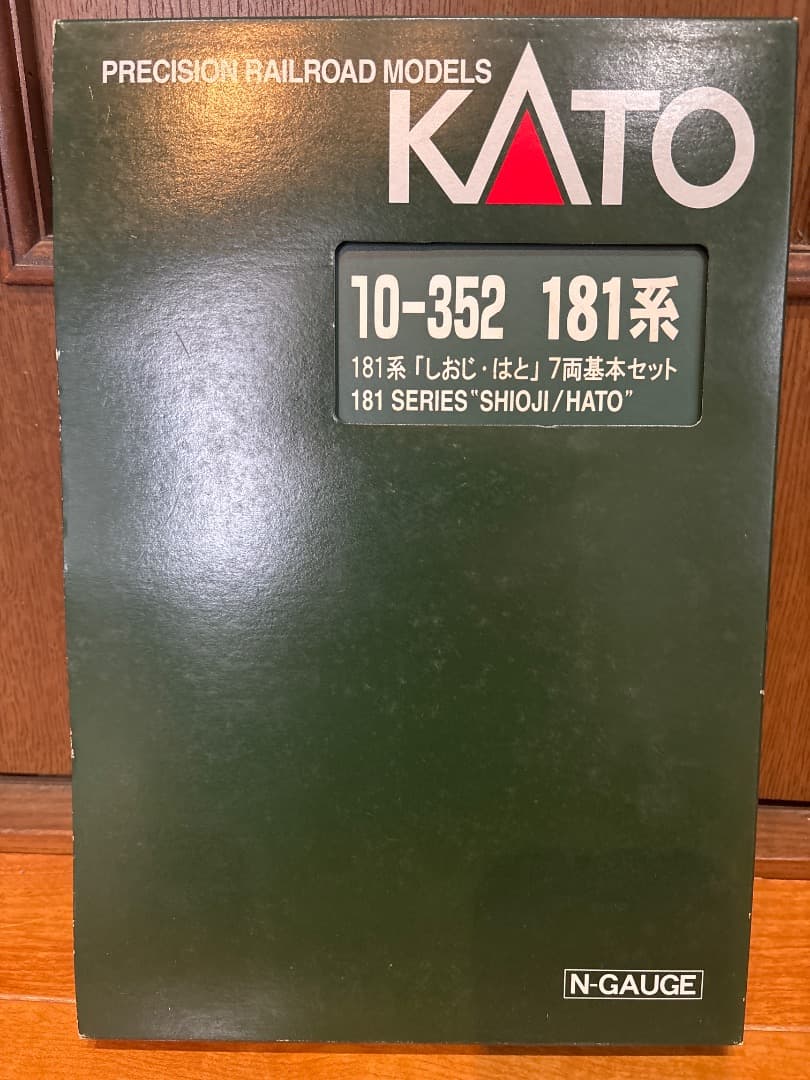 PRECISION RAILROAD MODELS
KATO
10-352 181系
181系「しおじ・はと」7両基本セット
181 SERIES "SHIOJI/HATO"
N-GAUGE